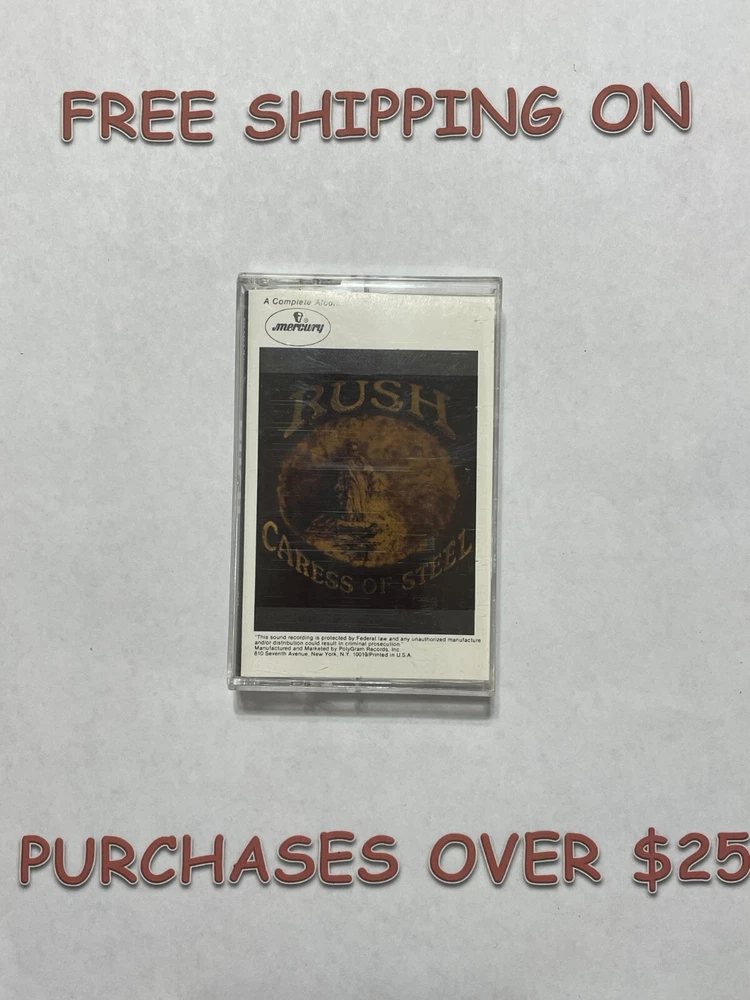 FREE SHIPPING ON
A Complete
mercury
RUSH
CARESS OF STEEL
"This sound recording is protected by Federal law and any unauthorized manufacture
and/or distribution could result in criminal prosecution."
Manufactured and Marketed by PolyGram Records, Inc.
810 Seventh Avenue, New York, N.Y. 10019/Printed in U.S.A.
PURCHASES OVER $25